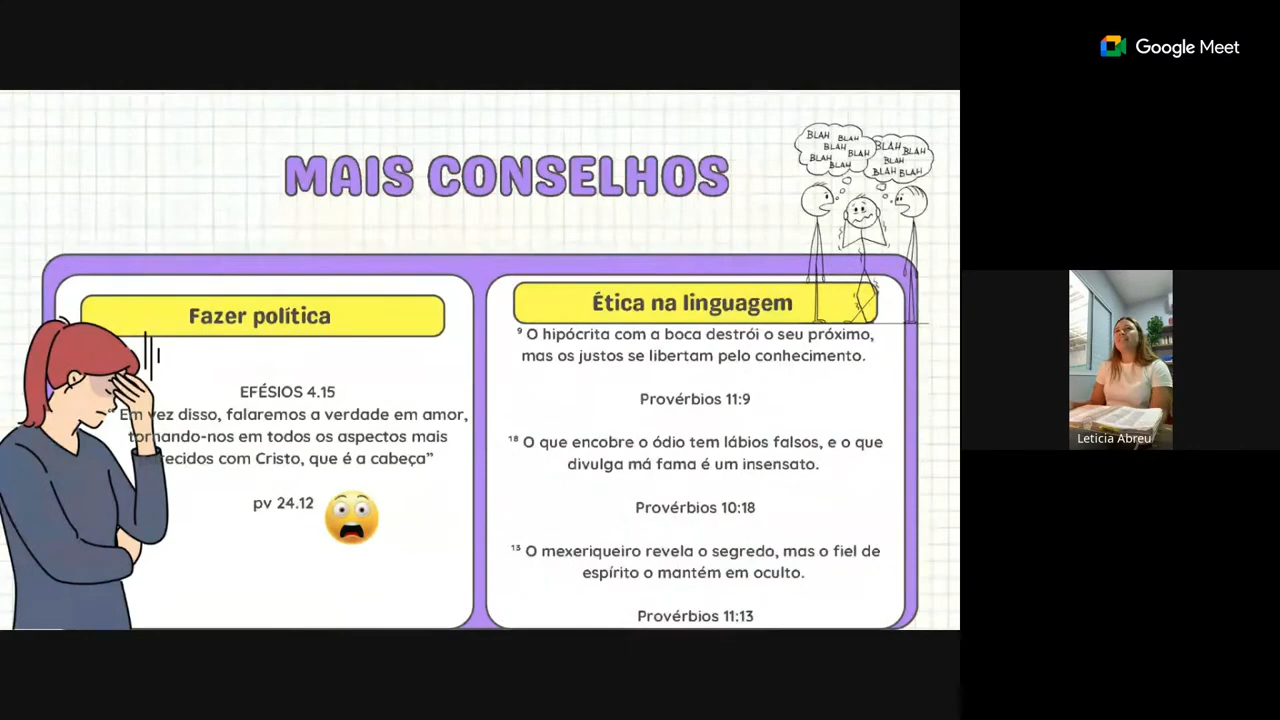 Google Meet
MAIS CONSELHOS
BLAH BLAH
BLAH
BLAH BLAH
BLAH
BLAH BLAH
BLAH
BLAH BLAH
Fazer política
EFÉSIOS 4.15
“ Em vez disso, falaremos a verdade em amor,
tornando-nos em todos os aspectos mais
ecidos com Cristo, que é a cabeça”
pv 24.12
Ética na linguagem
⁹ O hipócrita com a boca destrói o seu próximo,
mas os justos se libertam pelo conhecimento.
Provérbios 11:9
¹⁸ O que encobre o ódio tem lábios falsos, e o que
divulga má fama é um insensato.
Provérbios 10:18
¹³ O mexeriqueiro revela o segredo, mas o fiel de
espírito o mantém em oculto.
Provérbios 11:13
Leticia Abreu